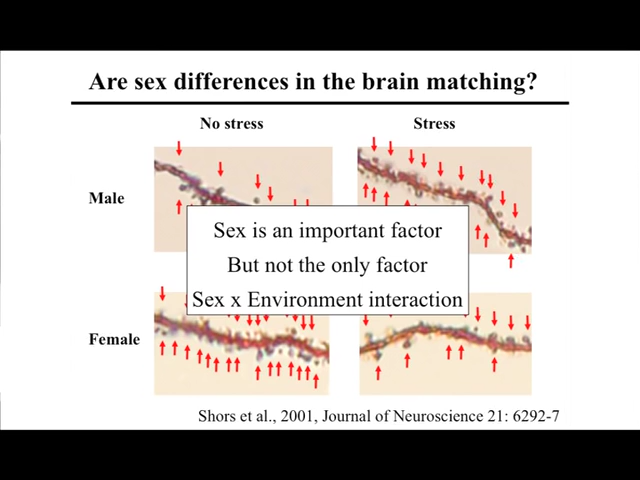 Are sex differences in the brain matching?
No stress
Stress
Male
Sex is an important factor
But not the only factor
Sex x Environment interaction
Female
Shors et al., 2001, Journal of Neuroscience 21: 6292-7